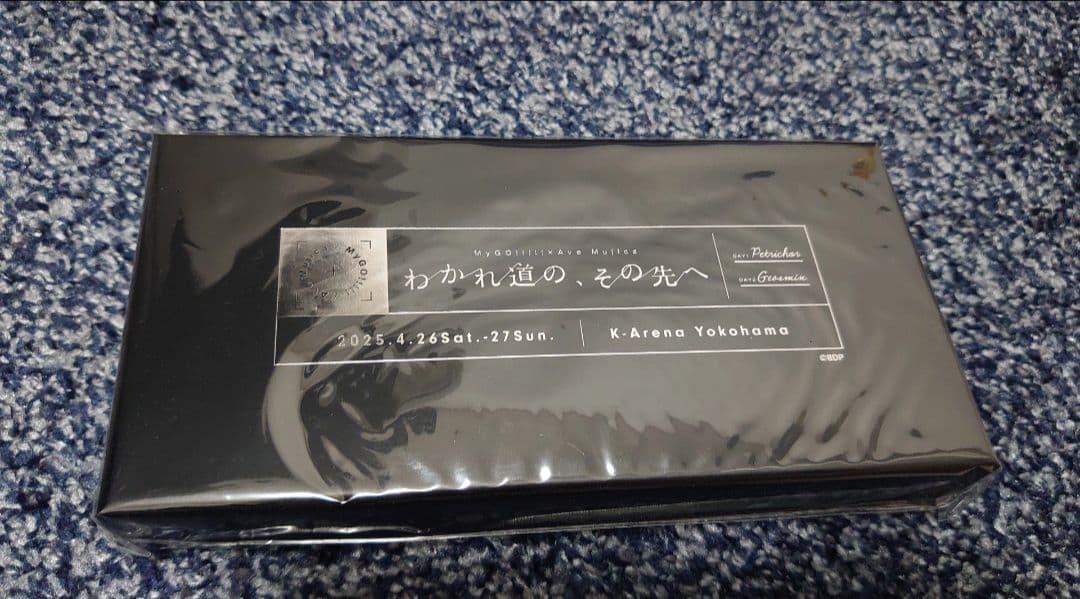 MyGO!!!!!×Ave Mujica
わかれ道の、その先へ
DAY1 Petrichor
DAY2 Geosmin
2025.4.26Sat.-27Sun.
K-Arena Yokohama
©BDP